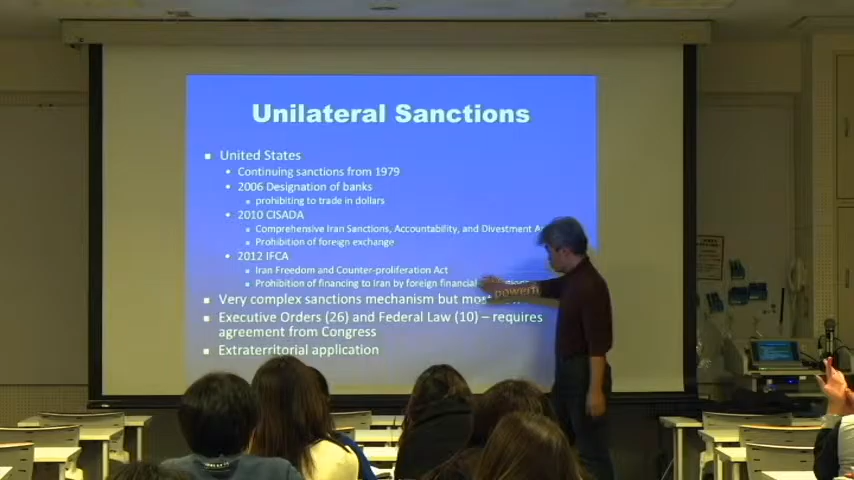 Unilateral Sanctions
▪ United States
• Continuing sanctions from 1979
• 2006 Designation of banks
▪ prohibiting to trade in dollars
• 2010 CISADA
▪ Comprehensive Iran Sanctions, Accountability, and Divestment A
▪ Prohibition of foreign exchange
• 2012 IFCA
▪ Iran Freedom and Counter-proliferation Act
▪ Prohibition of financing to Iran by foreign financial
▪ Very complex sanctions mechanism but most powerf
▪ Executive Orders (26) and Federal Law (10) – requires
agreement from Congress
▪ Extraterritorial application